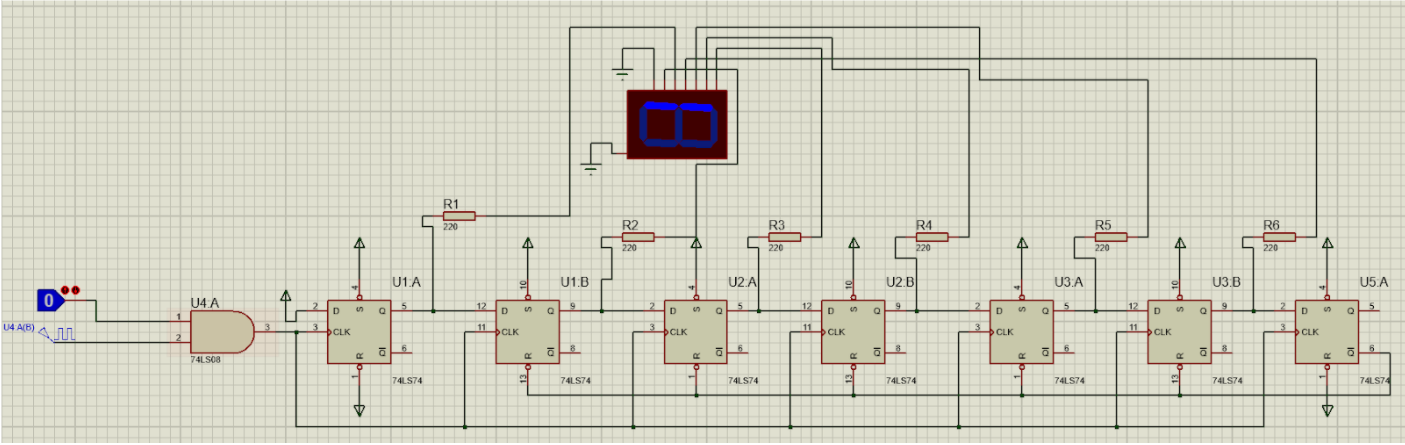 R1
220
R2
220
R3
220
R4
220
R5
220
R6
220
0
U4:A(B)
U4:A
1
2
3
74LS08
U1:A
4
2 D S Q 5
3 CLK
R Q 6
1
74LS74
U1:B
10
12 D S Q 9
11 CLK
R Q 8
13
74LS74
U2:A
4
2 D S Q 5
3 CLK
R Q 6
1
74LS74
U2:B
10
12 D S Q 9
11 CLK
R Q 8
13
74LS74
U3:A
4
2 D S Q 5
3 CLK
R Q 6
1
74LS74
U3:B
10
12 D S Q 9
11 CLK
R Q 8
13
74LS74
U5:A
4
2 D S Q 5
3 CLK
R Q 6
1
74LS74